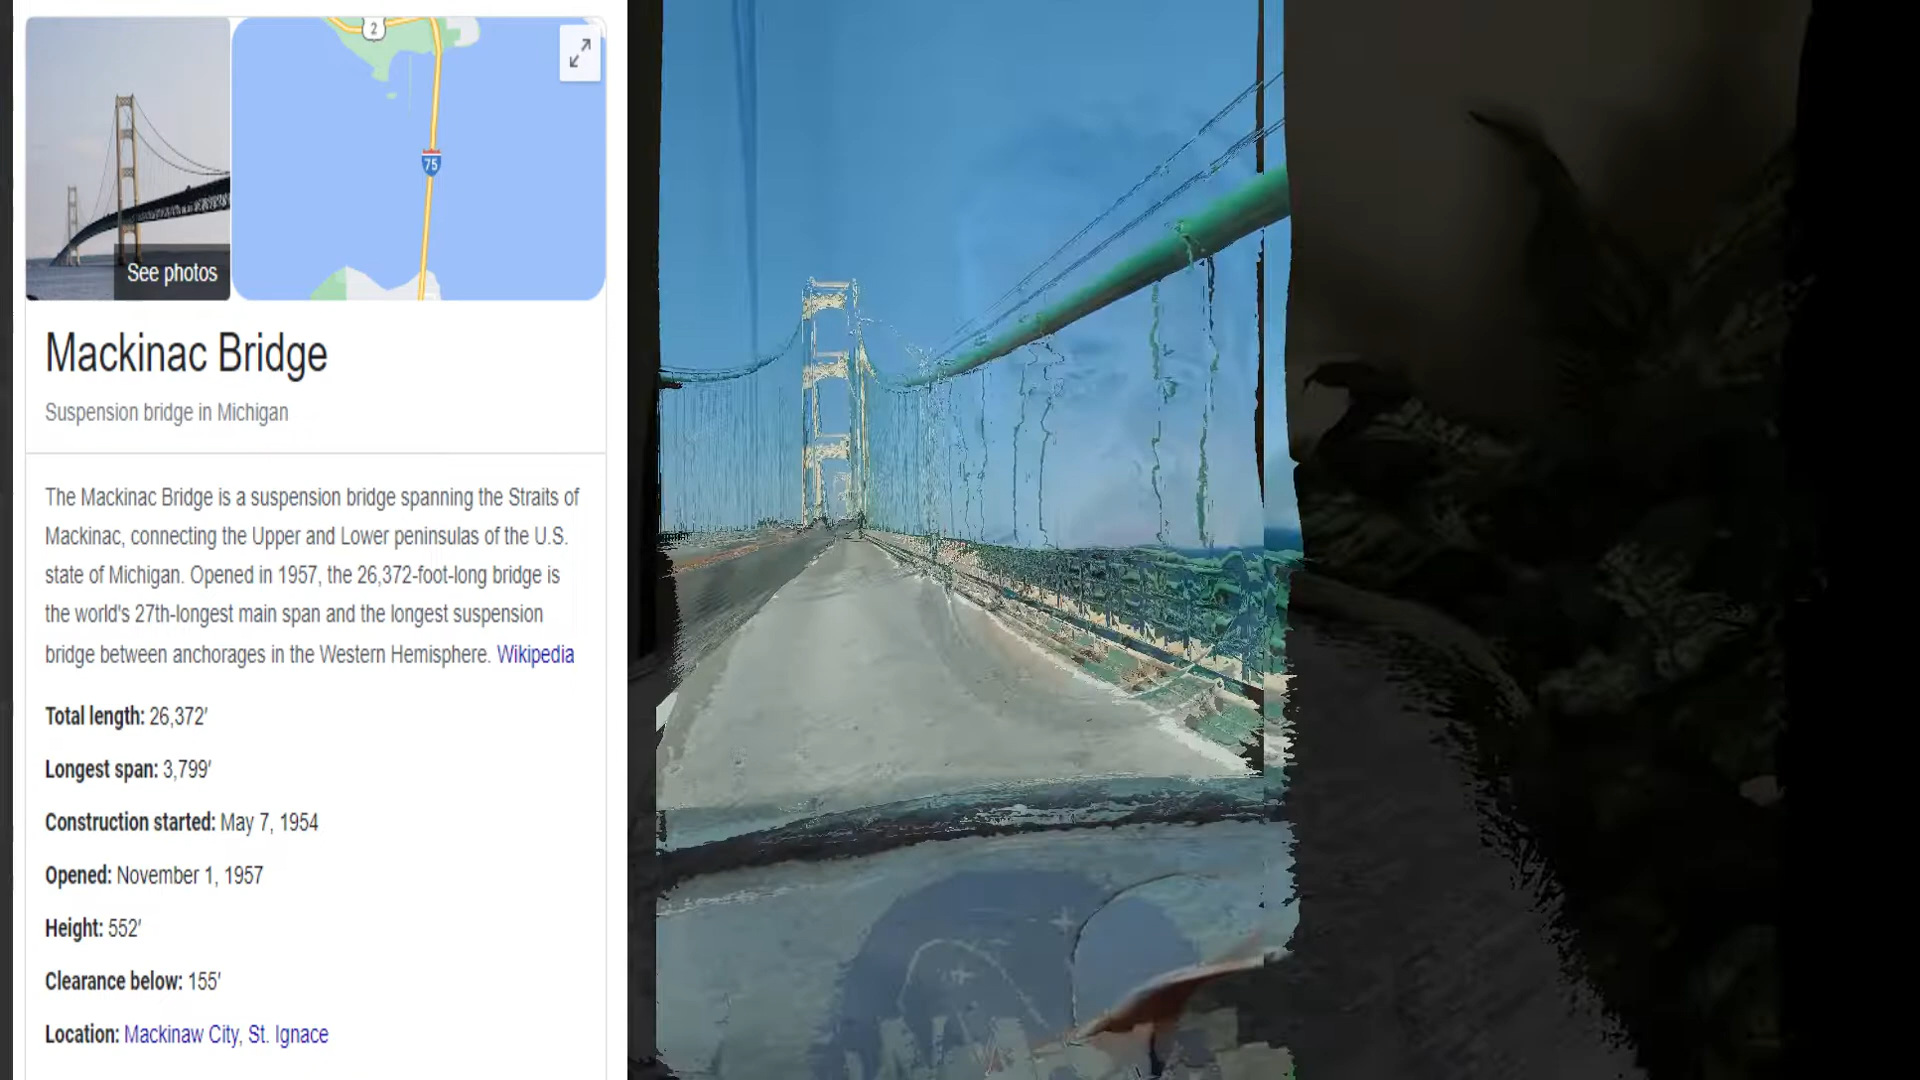 2
75
See photos
Mackinac Bridge
Suspension bridge in Michigan
The Mackinac Bridge is a suspension bridge spanning the Straits of
Mackinac, connecting the Upper and Lower peninsulas of the U.S.
state of Michigan. Opened in 1957, the 26,372-foot-long bridge is
the world's 27th-longest main span and the longest suspension
bridge between anchorages in the Western Hemisphere. Wikipedia
Total length: 26,372′
Longest span: 3,799′
Construction started: May 7, 1954
Opened: November 1, 1957
Height: 552′
Clearance below: 155′
Location: Mackinaw City, St. Ignace